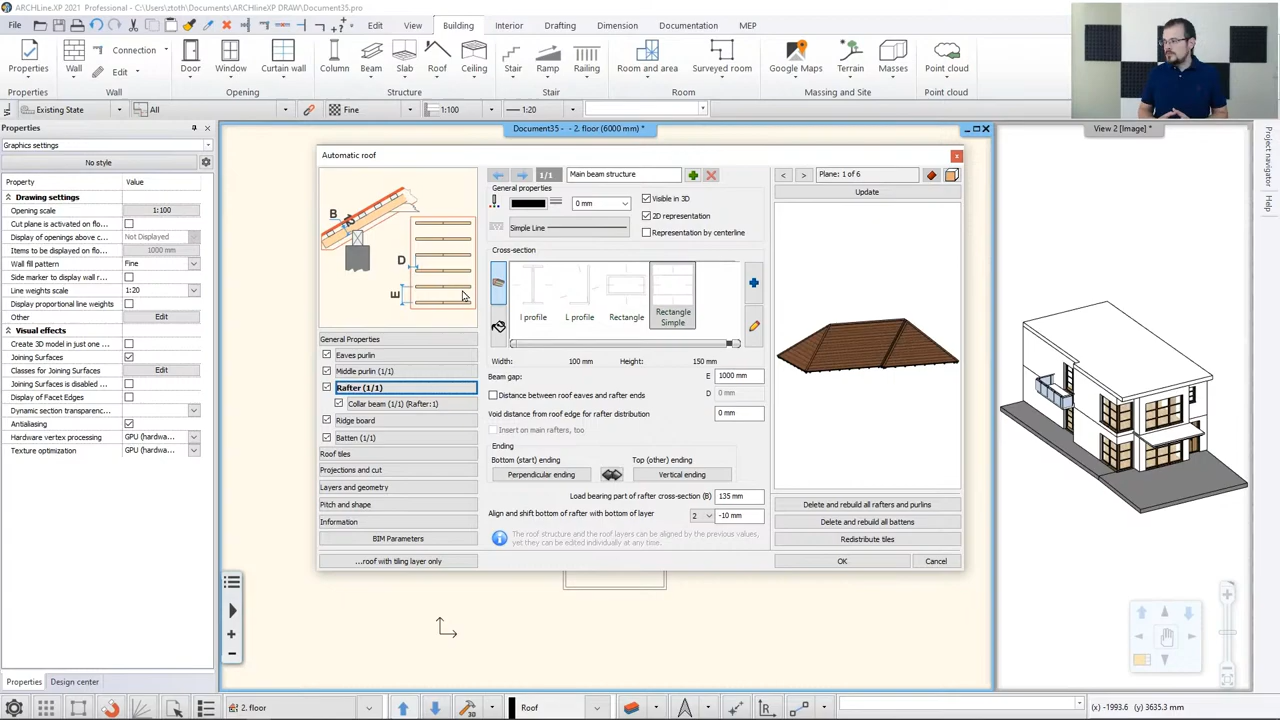 ARCHLine.XP 2021 C:\Users\ztoth\Documents\ARCHlineXP DRAW\Document35.pro
Edit View Building Interior Drafting Dimension Documentation MEP
Properties Wall Connection Edit Door Window Curtain wall Column Beam Slab Roof Ceiling Stair Ramp Railing Room and area Surveyed room Google Maps Terrain Masses Point cloud
Properties Wall Opening Structure Stair Room Massing and Site Point cloud
Existing State All Fine 1:100 1:20
Properties
Graphics settings
No style
Property Value
Drawing settings
Opening scale 1:100
Cut plane is activated on flo...
Display of openings above c... Not Displayed
Items to be displayed on flo... 1000 mm
Wall fill pattern Fine
Side marker to display wall r...
Line weights scale 1:20
Display proportional line weights
Other Edit
Visual effects
Create 3D model in just one ...
Joining Surfaces
Classes for Joining Surfaces Edit
Joining Surfaces is disabled ...
Display of Facet Edges
Dynamic section transparenc...
Antialiasing
Hardware vertex processing GPU (hardwa...
Texture optimization GPU (hardwa...
Properties Design center
Document35 - - 2. floor (6000 mm) *
View 2 [Image] *
Project navigator
Help
Automatic roof
B
D
E
General Properties
Eaves purlin
Middle purlin (1/1)
Rafter (1/1)
Collar beam (1/1) (Rafter:1)
Ridge board
Batten (1/1)
Roof tiles
Projections and cut
Layers and geometry
Pitch and shape
Information
BIM Parameters
...roof with tiling layer only
1/1 Main beam structure
General properties
0 mm
Simple Line
Visible in 3D
2D representation
Representation by centerline
Cross-section
I profile L profile Rectangle Rectangle Simple
Width: 100 mm Height: 150 mm
Beam gap: E 1000 mm
Distance between roof eaves and rafter ends D 0 mm
Void distance from roof edge for rafter distribution 0 mm
Insert on main rafters, too
Ending
Bottom (start) ending Top (other) ending
Perpendicular ending Vertical ending
Load bearing part of rafter cross-section (B) 135 mm
Align and shift bottom of rafter with bottom of layer 2 -10 mm
The roof structure and the roof layers can be aligned by the previous values,
yet they can be edited individually at any time.
< > Plane: 1 of 6
Update
Delete and rebuild all rafters and purlins
Delete and rebuild all battens
Redistribute tiles
OK Cancel
2. floor Roof (x) -1993.6 (y) 3635.3 mm